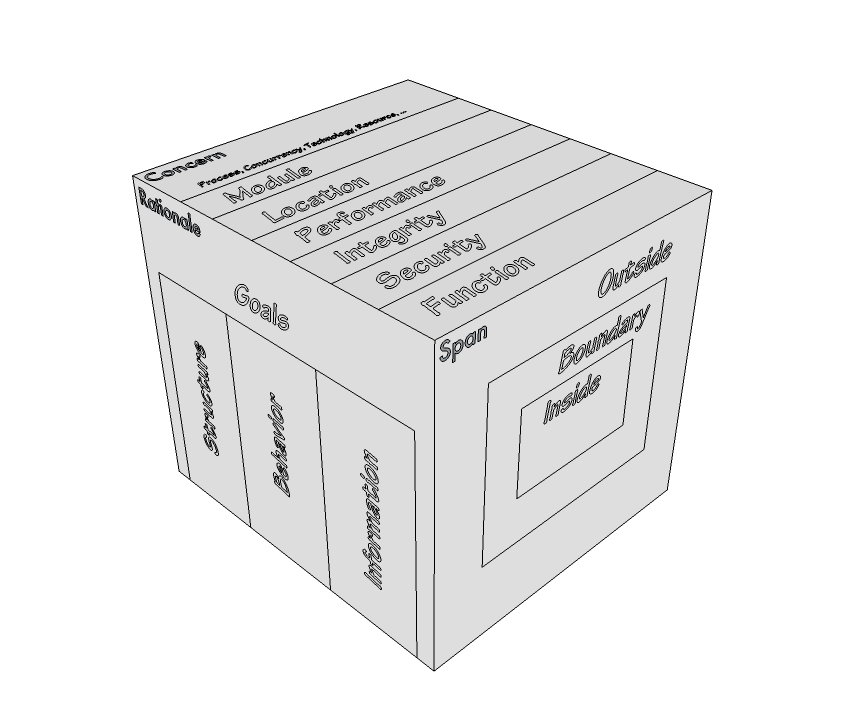 Concern
Process, Concurrency, Technology, Resource, ...
Module
Location
Performance
Integrity
Security
Function
Rationale
Goals
Structure
Behavior
Information
Span
Outside
Boundary
Inside